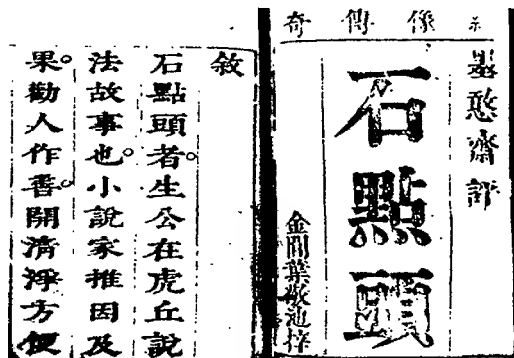 像傳奇
墨憨齋評
石點頭
金閶葉敬池梓
敘
石點頭者。生公在虎丘說
法故事也。小說家推因及
果。勸人作善。開清淨方便